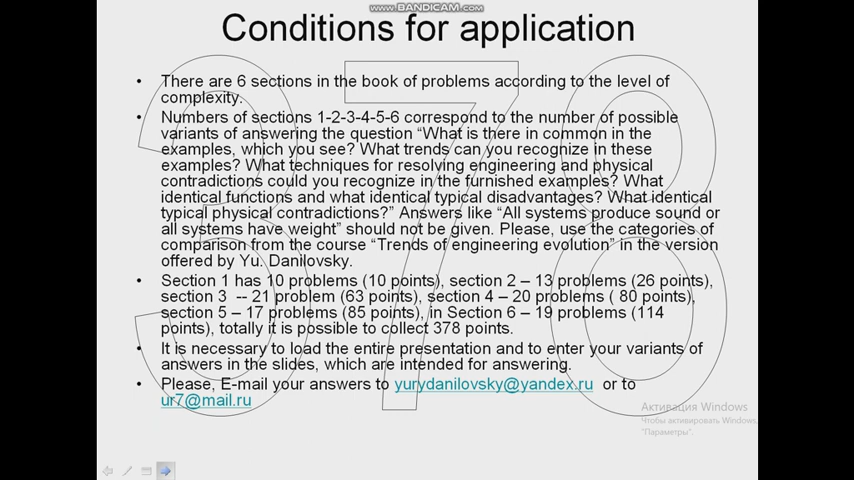 www.BANDICAM.com
Conditions for application
• There are 6 sections in the book of problems according to the level of
complexity.
• Numbers of sections 1-2-3-4-5-6 correspond to the number of possible
variants of answering the question “What is there in common in the
examples, which you see? What trends can you recognize in these
examples? What techniques for resolving engineering and physical
contradictions could you recognize in the furnished examples? What
identical functions and what identical typical disadvantages? What identical
typical physical contradictions?” Answers like “All systems produce sound or
all systems have weight” should not be given. Please, use the categories of
comparison from the course “Trends of engineering evolution” in the version
offered by Yu. Danilovsky.
• Section 1 has 10 problems (10 points), section 2 – 13 problems (26 points),
section 3 -- 21 problem (63 points), section 4 – 20 problems ( 80 points),
section 5 – 17 problems (85 points), in Section 6 – 19 problems (114
points), totally it is possible to collect 378 points.
• It is necessary to load the entire presentation and to enter your variants of
answers in the slides, which are intended for answering.
• Please, E-mail your answers to yurydanilovsky@yandex.ru or to
ur7@mail.ru
378
Активация Windows
Чтобы активировать Windows,
"Параметры".